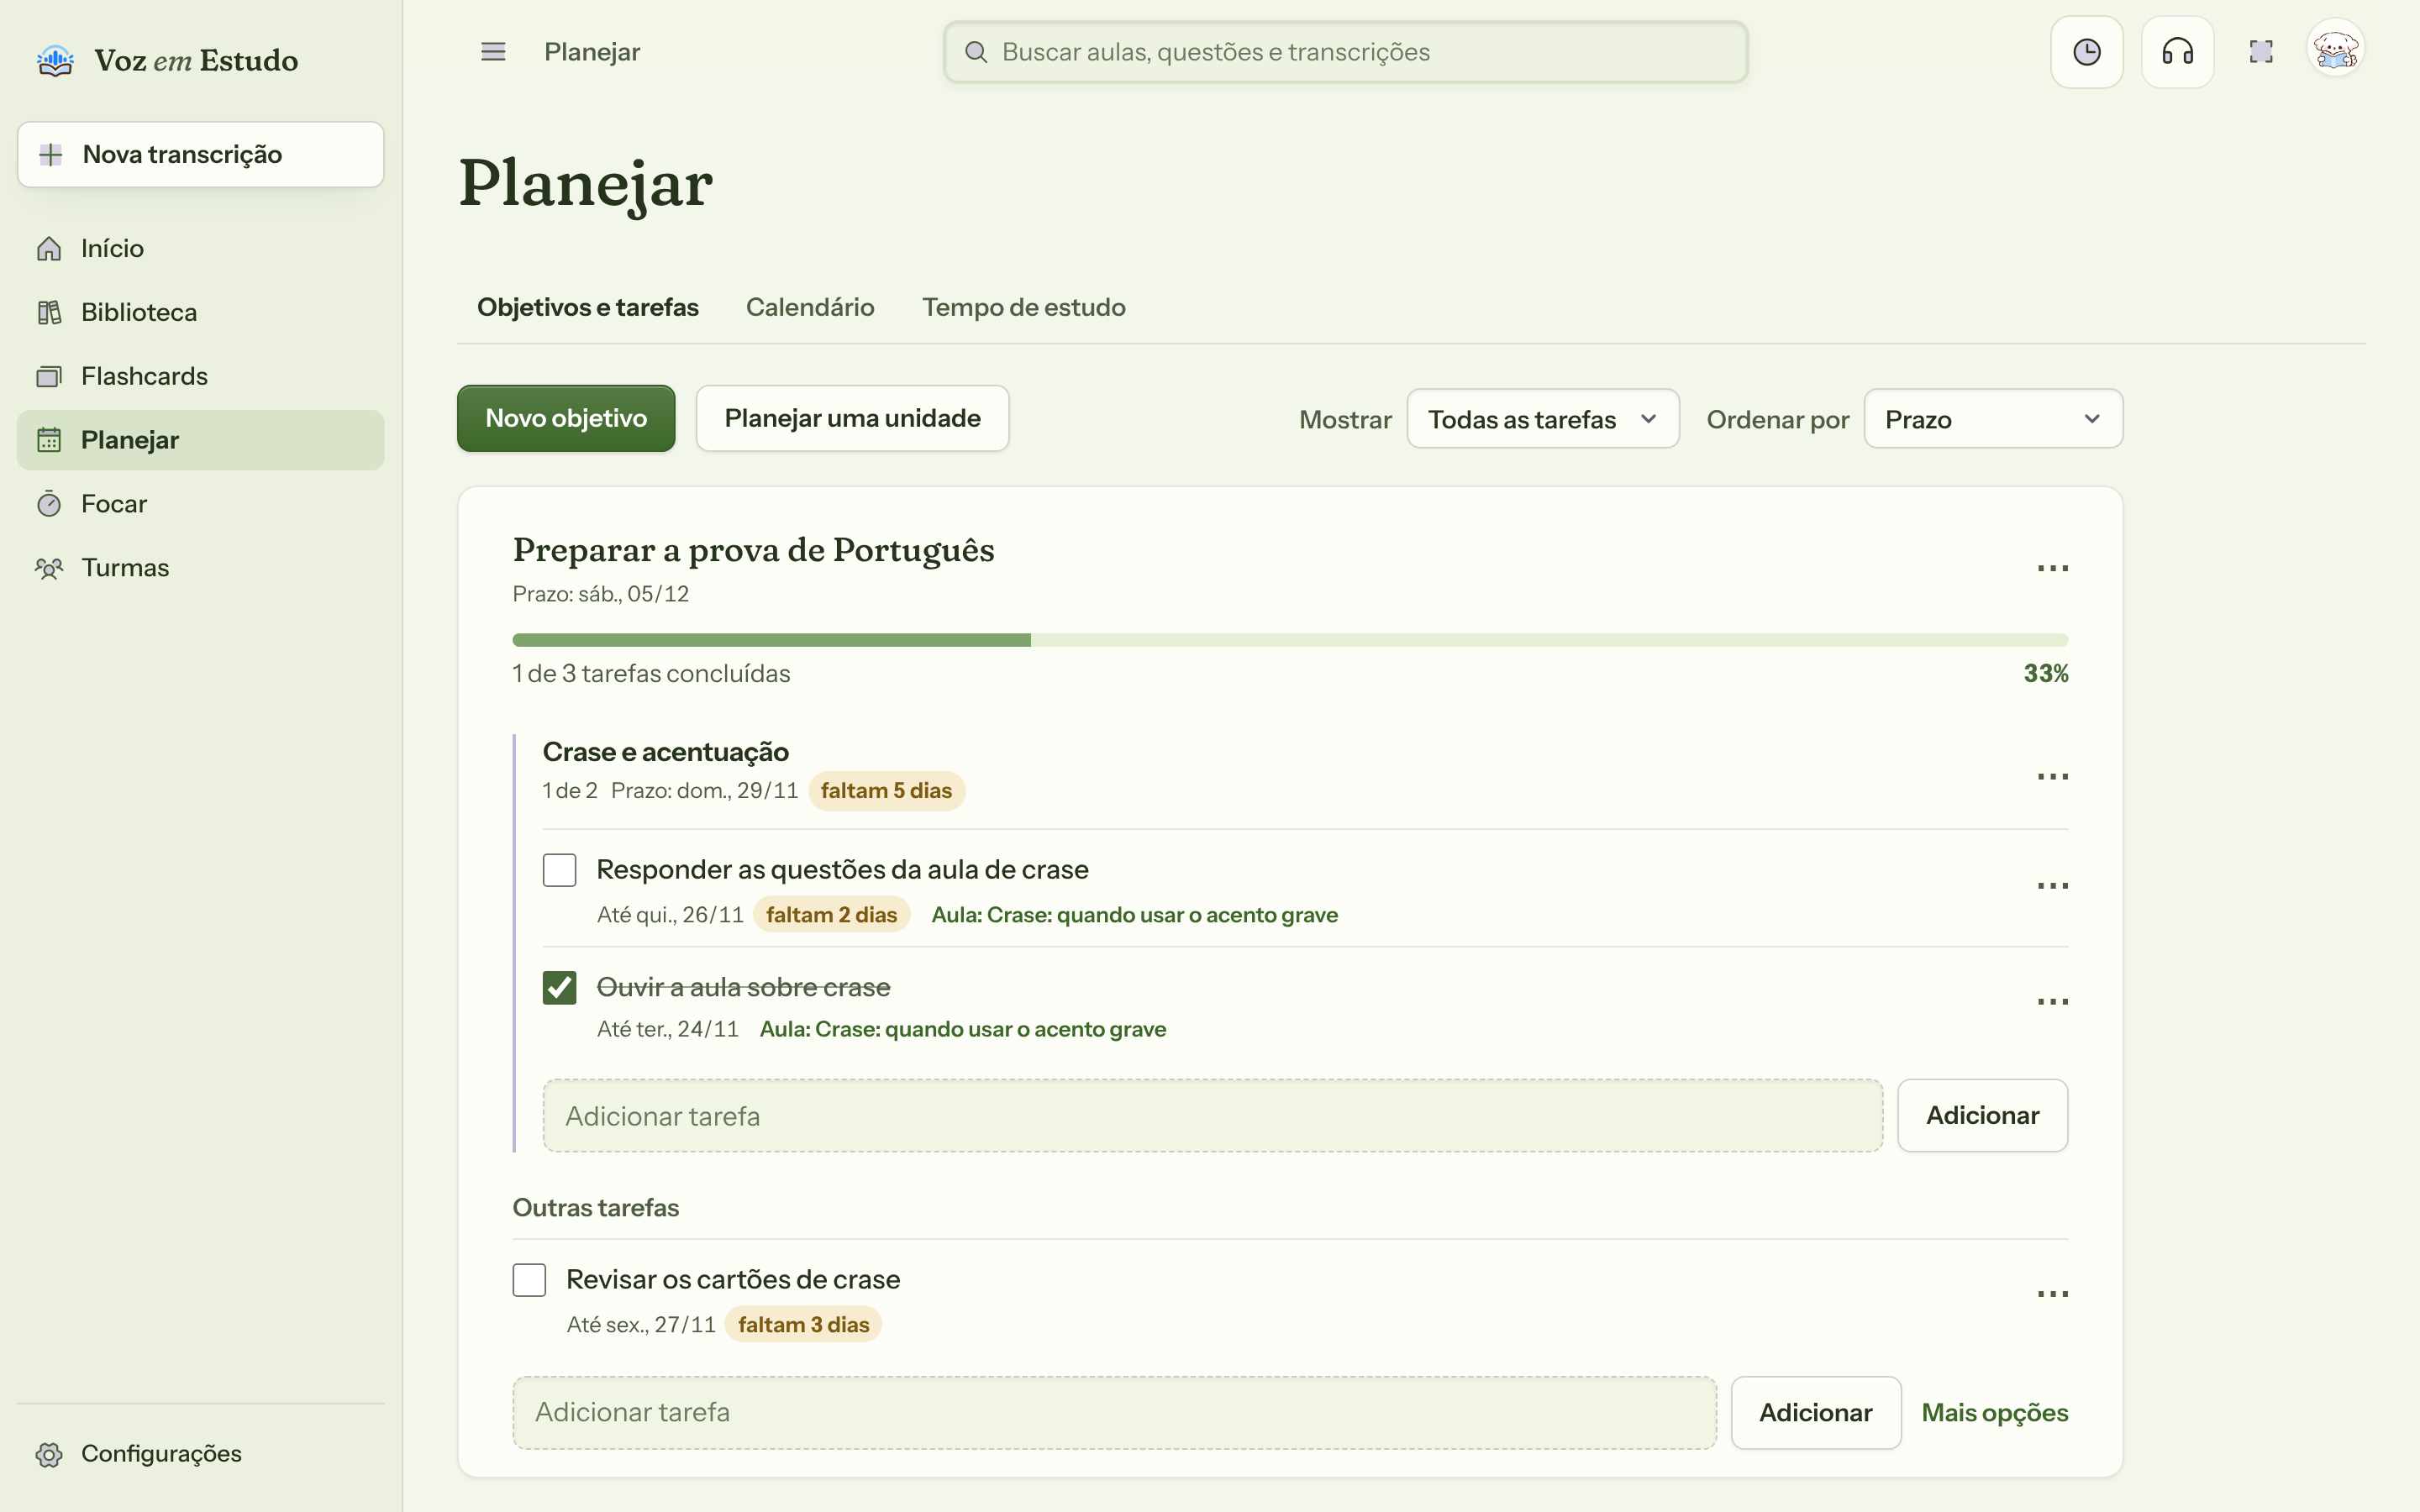 Voz em Estudo
Nova transcrição
Início
Biblioteca
Flashcards
Planejar
Focar
Turmas
Configurações
Planejar
Buscar aulas, questões e transcrições
Planejar
Objetivos e tarefas
Calendário
Tempo de estudo
Novo objetivo
Planejar uma unidade
Mostrar
Todas as tarefas
Ordenar por
Prazo
Preparar a prova de Português
Prazo: sáb., 05/12
1 de 3 tarefas concluídas
33%
Crase e acentuação
1 de 2 Prazo: dom., 29/11 faltam 5 dias
Responder as questões da aula de crase
Até qui., 26/11 faltam 2 dias Aula: Crase: quando usar o acento grave
Ouvir a aula sobre crase
Até ter., 24/11 Aula: Crase: quando usar o acento grave
Adicionar tarefa
Adicionar
Outras tarefas
Revisar os cartões de crase
Até sex., 27/11 faltam 3 dias
Adicionar tarefa
Adicionar
Mais opções